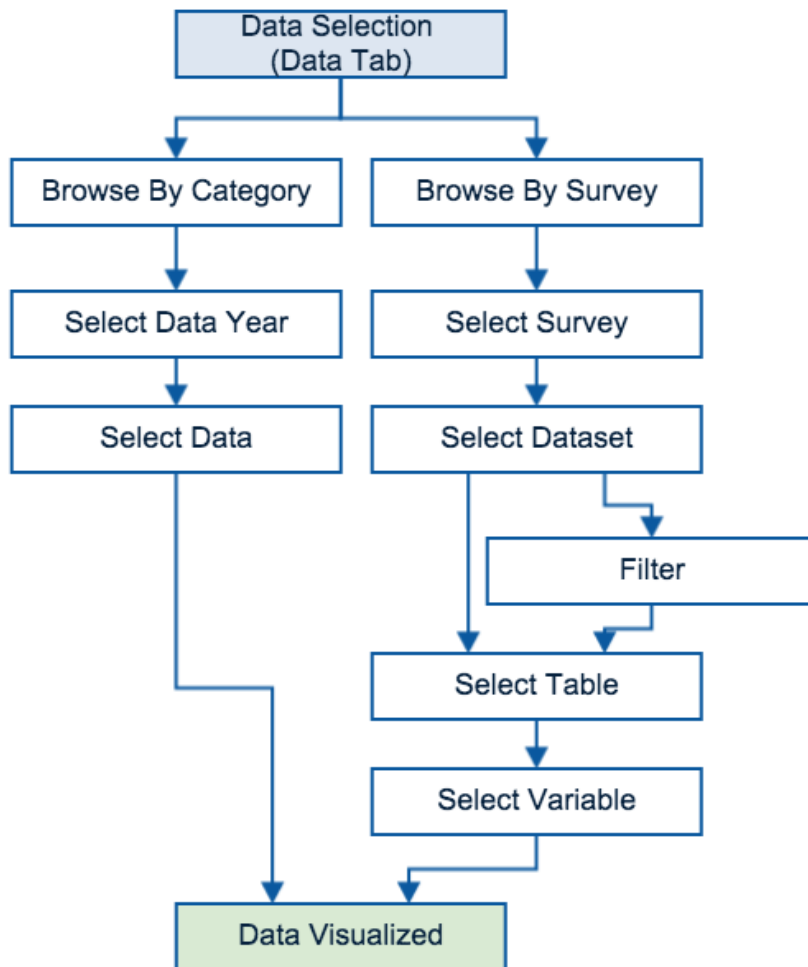 Data Selection
(Data Tab)
Browse By Category
Browse By Survey
Select Data Year
Select Survey
Select Data
Select Dataset
Filter
Select Table
Select Variable
Data Visualized